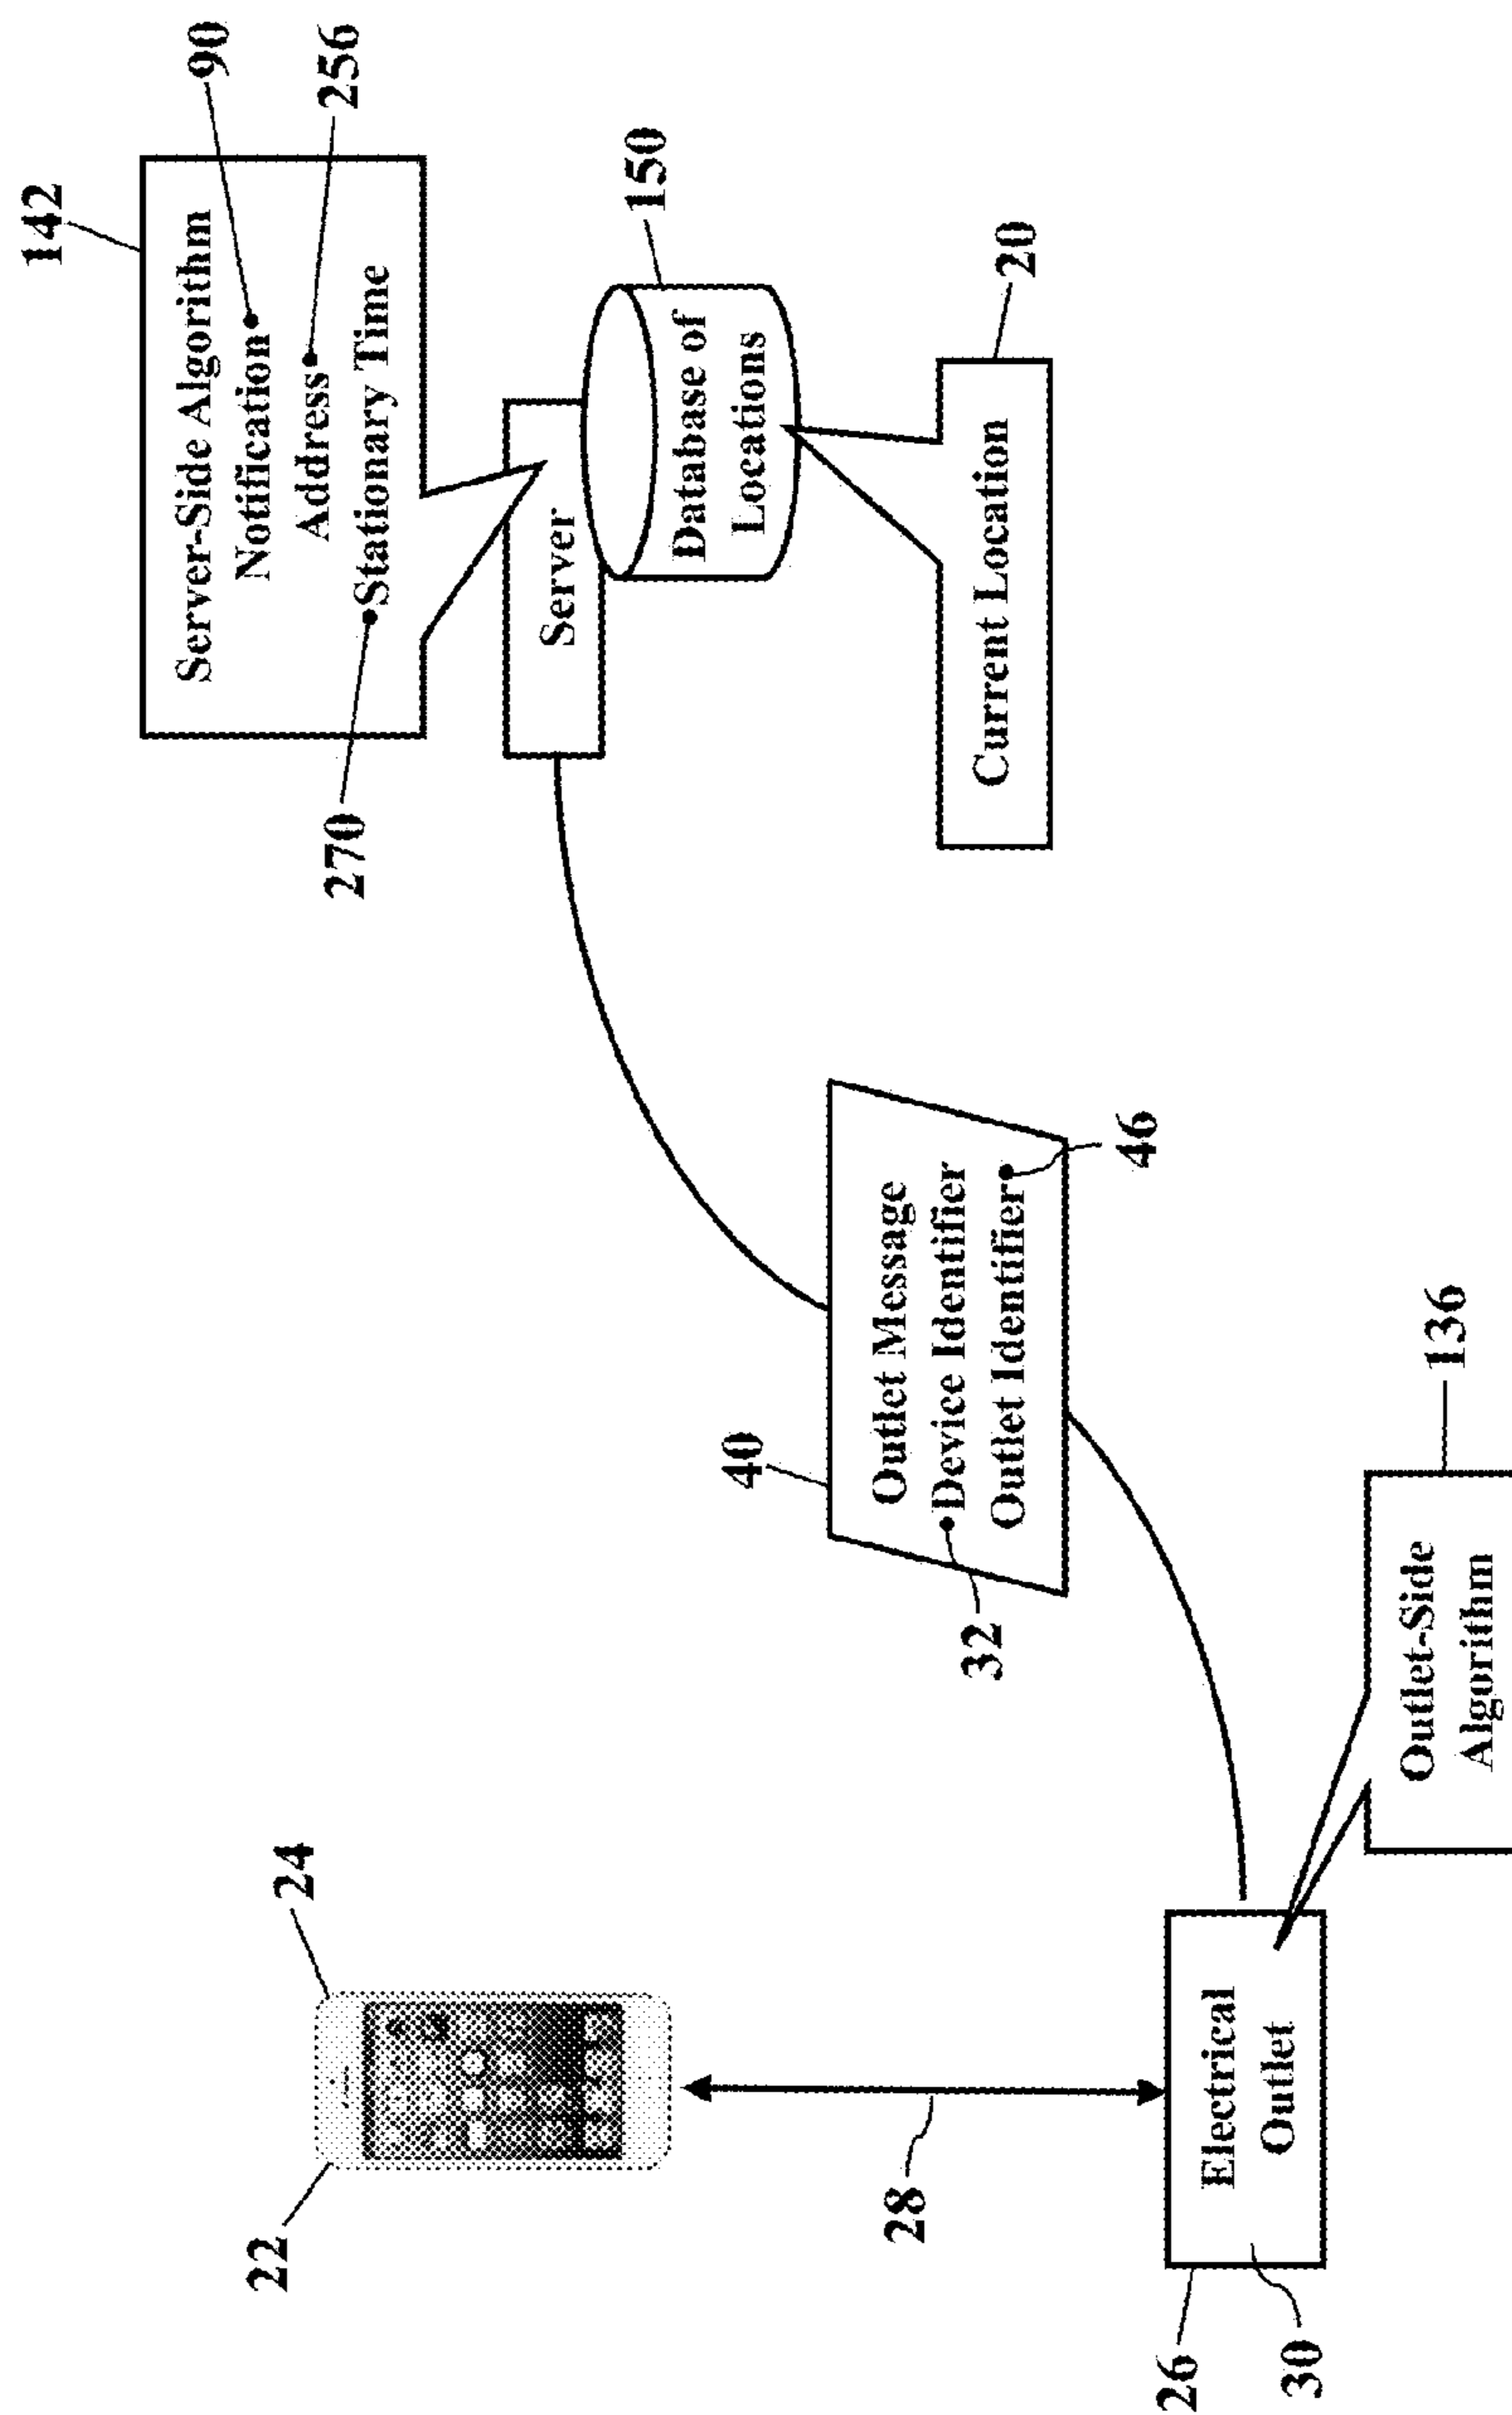 142
Server-Side Algorithm
Notification
90
Address
256
Stationary Time
270
Server
150
Database of
Locations
20
Current Location
24
22
28
40
Outlet Message
Device Identifier
32
Outlet Identifier
46
Electrical
Outlet
26
30
136
Outlet-Side
Algorithm